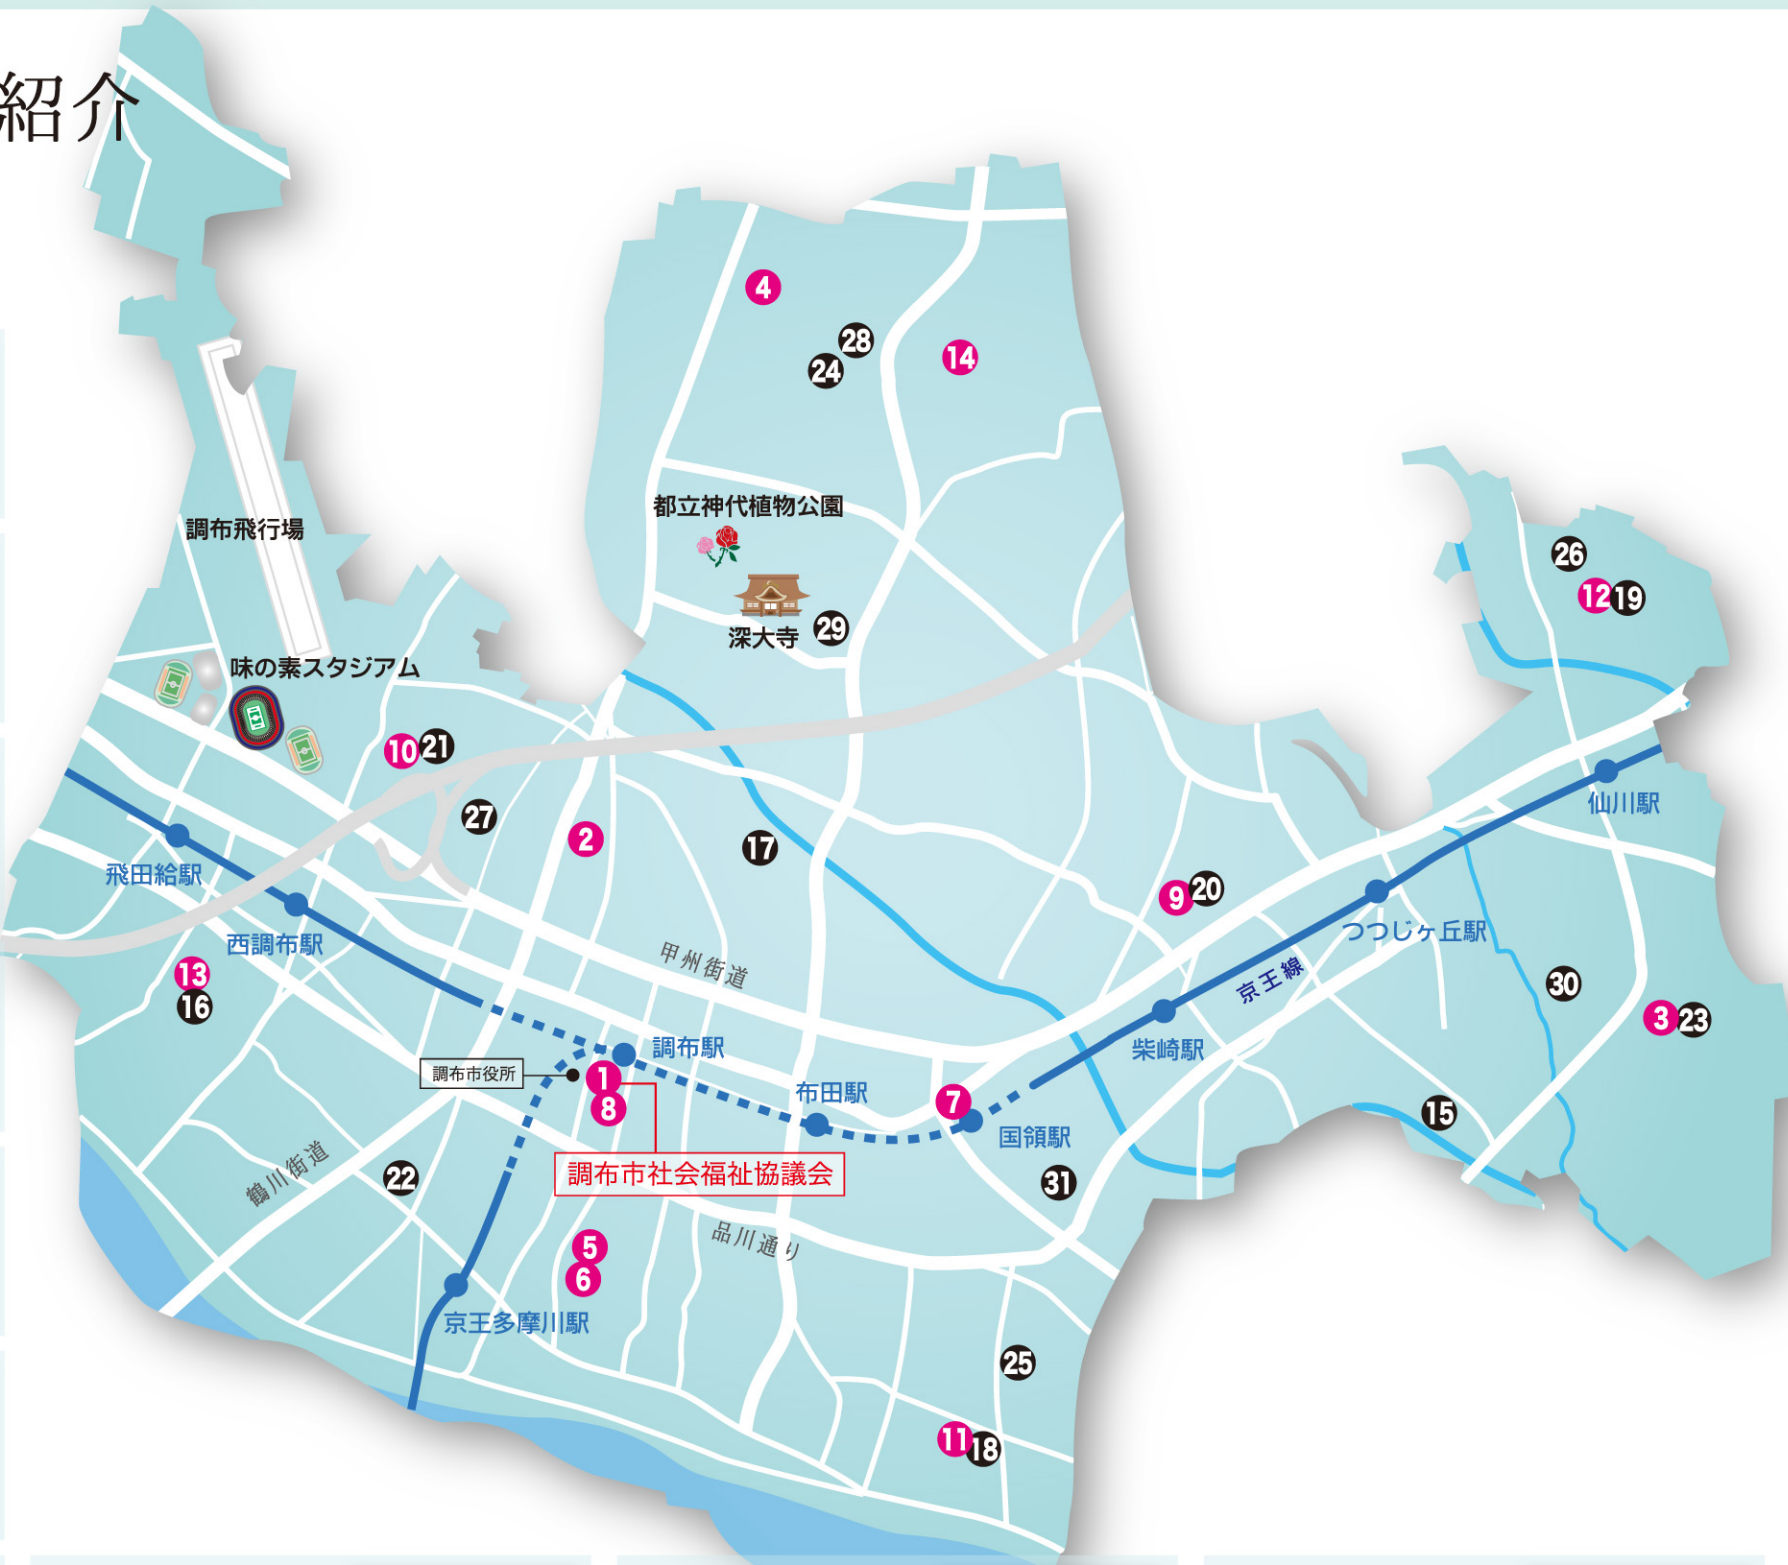 紹介
4
28
24
14
都立神代植物公園
調布飛行場
26
12
19
深大寺
29
味の素スタジアム
10
21
仙川駅
27
2
17
飛田給駅
9
20
つつじヶ丘駅
西調布駅
甲州街道
京王線
13
16
30
3
23
調布駅
柴崎駅
調布市役所
1
8
布田駅
7
国領駅
15
鶴川街道
22
調布市社会福祉協議会
31
品川通り
5
6
京王多摩川駅
25
11
18